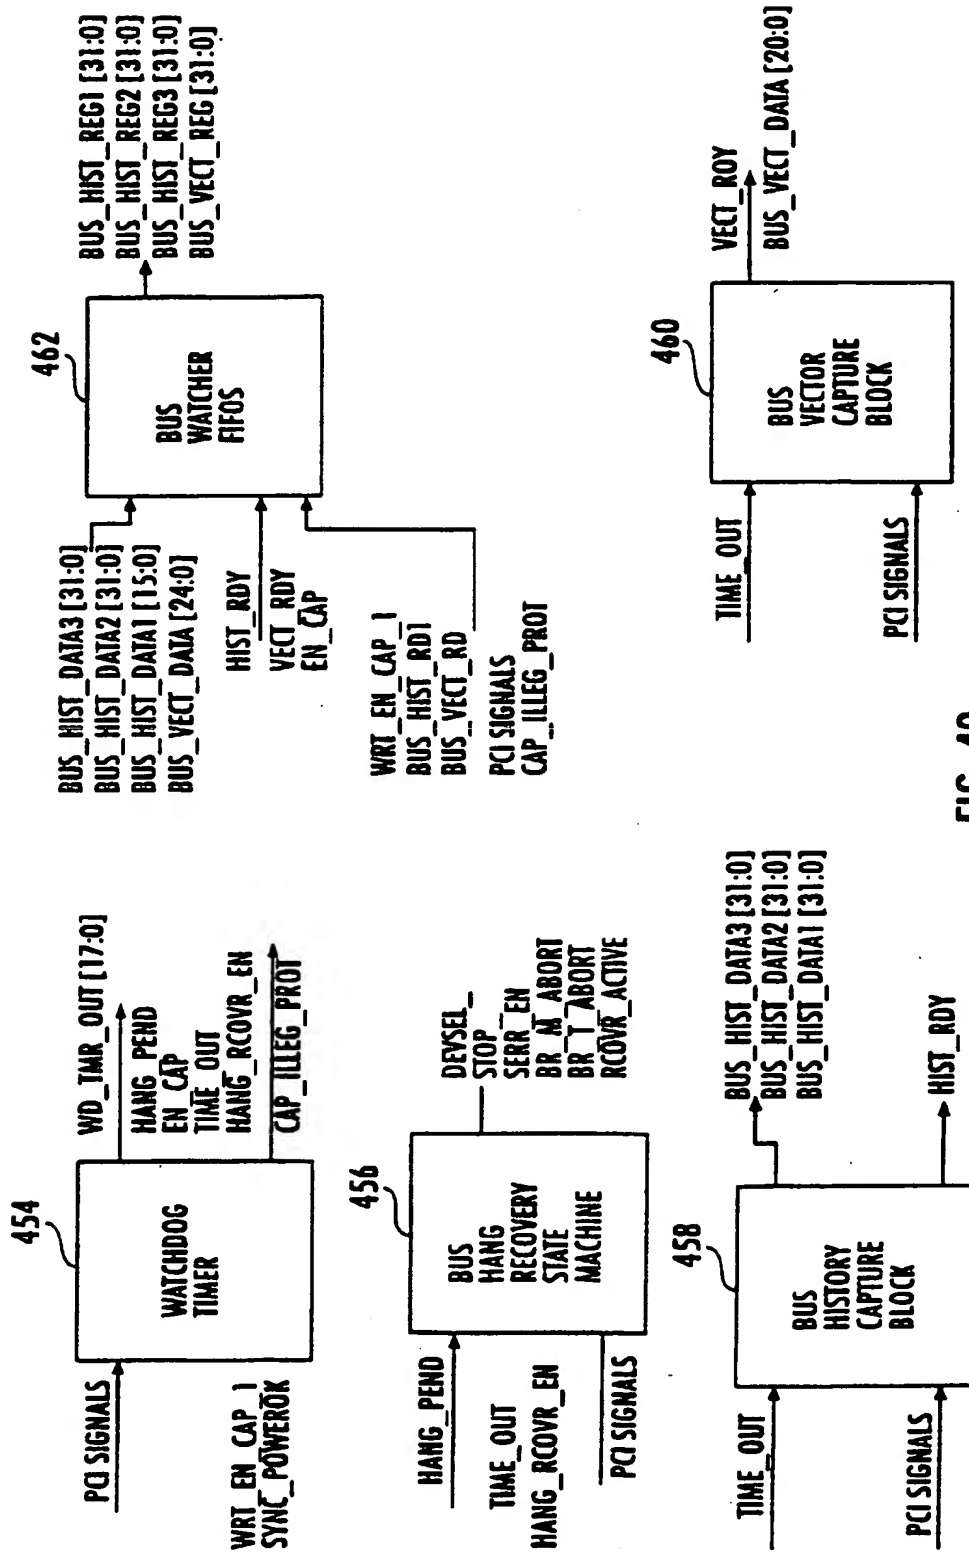 454
PCI SIGNALS
WRT_EN_CAP_1
SYNC_POWEROK
WATCHDOG
TIMER
WD_TMR_OUT [17:0]
HANG_PEND
EN_CAP
TIME_OUT
HANG_RCOVR_EN
CAP_ILLEG_PROT
456
HANG_PEND
TIME_OUT
HANG_RCOVR_EN
PCI SIGNALS
BUS
HANG
RECOVERY
STATE
MACHINE
DEVSEL_
STOP_
SERR_EN
BR_M_ABORT
BR_T_ABORT
RCOVR_ACTIVE
458
TIME_OUT
PCI SIGNALS
BUS
HISTORY
CAPTURE
BLOCK
BUS_HIST_DATA3 [31:0]
BUS_HIST_DATA2 [31:0]
BUS_HIST_DATA1 [31:0]
HIST_RDY
462
BUS_HIST_DATA3 [31:0]
BUS_HIST_DATA2 [31:0]
BUS_HIST_DATA1 [15:0]
BUS_VECT_DATA [24:0]
HIST_RDY
VECT_RDY
EN_CAP
WRT_EN_CAP_1
BUS_HIST_RD1
BUS_VECT_RD
PCI SIGNALS
CAP_ILLEG_PROT
BUS
WATCHER
FIFOS
BUS_HIST_REG1 [31:0]
BUS_HIST_REG2 [31:0]
BUS_HIST_REG3 [31:0]
BUS_VECT_REG [31:0]
460
TIME_OUT
PCI SIGNALS
BUS
VECTOR
CAPTURE
BLOCK
VECT_ROY
BUS_VECT_DATA [20:0]